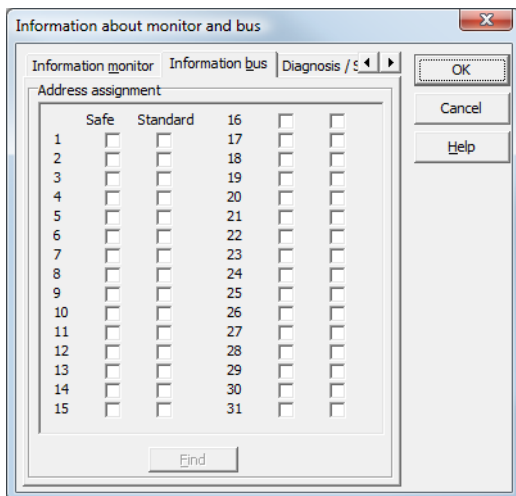 Information about monitor and bus
Information monitor Information bus Diagnosis / S
OK
Address assignment
Cancel
Safe Standard 16
1 17
Help
2 18
3 19
4 20
5 21
6 22
7 23
8 24
9 25
10 26
11 27
12 28
13 29
14 30
15 31
Find